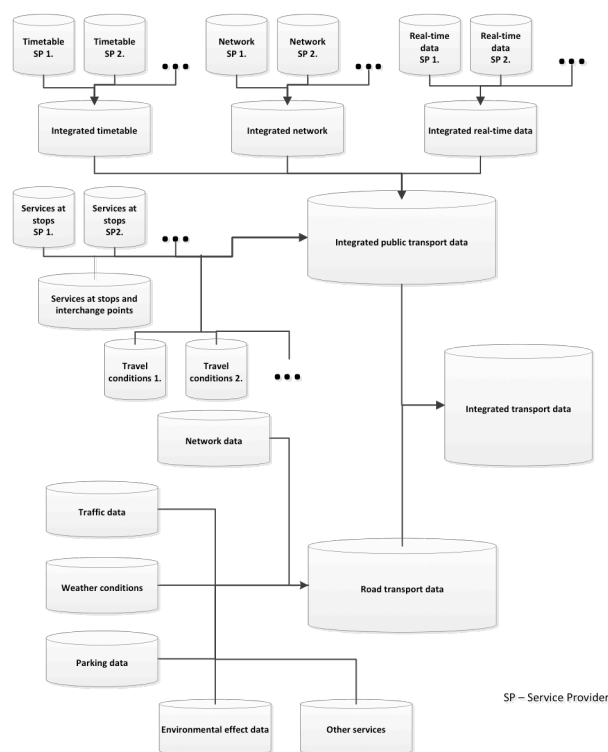 Timetable
SP 1.
Timetable
SP 2.
Network
SP 1.
Network
SP 2.
Real-time
data
SP 1.
Real-time
data
SP 2.
Integrated timetable
Integrated network
Integrated real-time data
Services at
stops
SP 1.
Services at
stops
SP2.
Integrated public transport data
Services at stops and
interchange points
Travel
conditions 1.
Travel
conditions 2.
Integrated transport data
Network data
Traffic data
Weather conditions
Road transport data
Parking data
Environmental effect data
Other services
SP – Service Provider